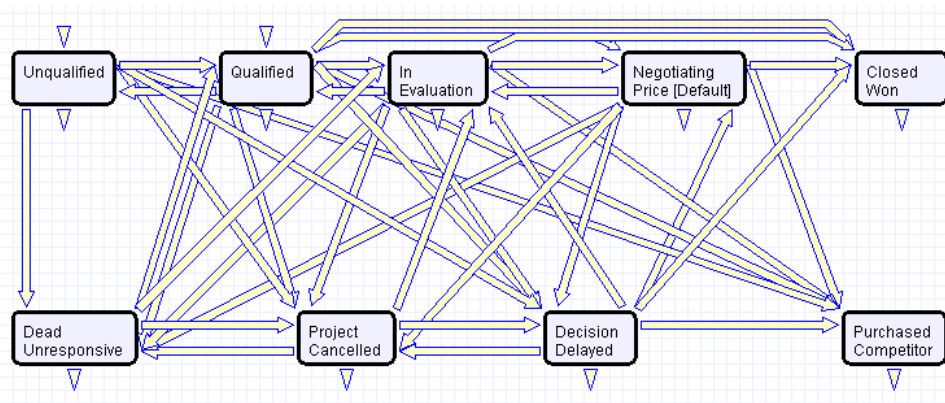 Unqualified
Qualified
In
Evaluation
Negotiating
Price [Default]
Closed
Won
Dead
Unresponsive
Project
Cancelled
Decision
Delayed
Purchased
Competitor